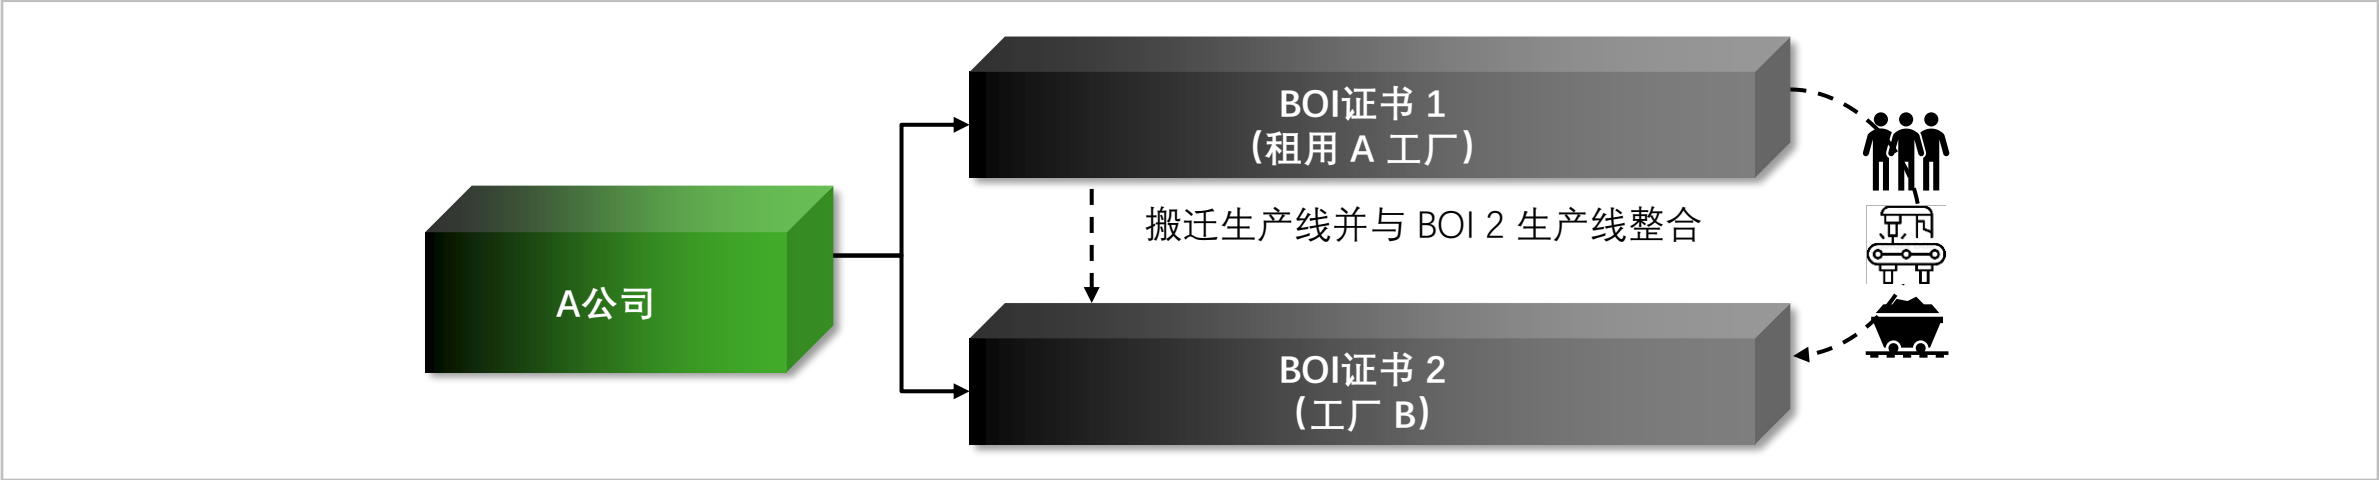 BOI证书 1
(租用 A 工厂)
搬迁生产线并与 BOI 2 生产线整合
A公司
BOI证书 2
(工厂 B)